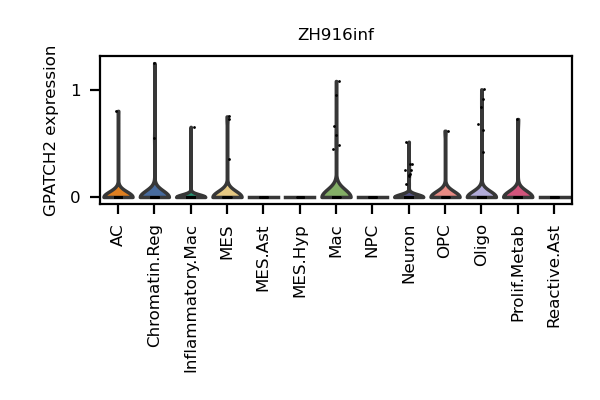 ZH916inf
GPATCH2 expression
1
0
AC
Chromatin.Reg
Inflammatory.Mac
MES
MES.Ast
MES.Hyp
Mac
NPC
Neuron
OPC
Oligo
Prolif.Metab
Reactive.Ast